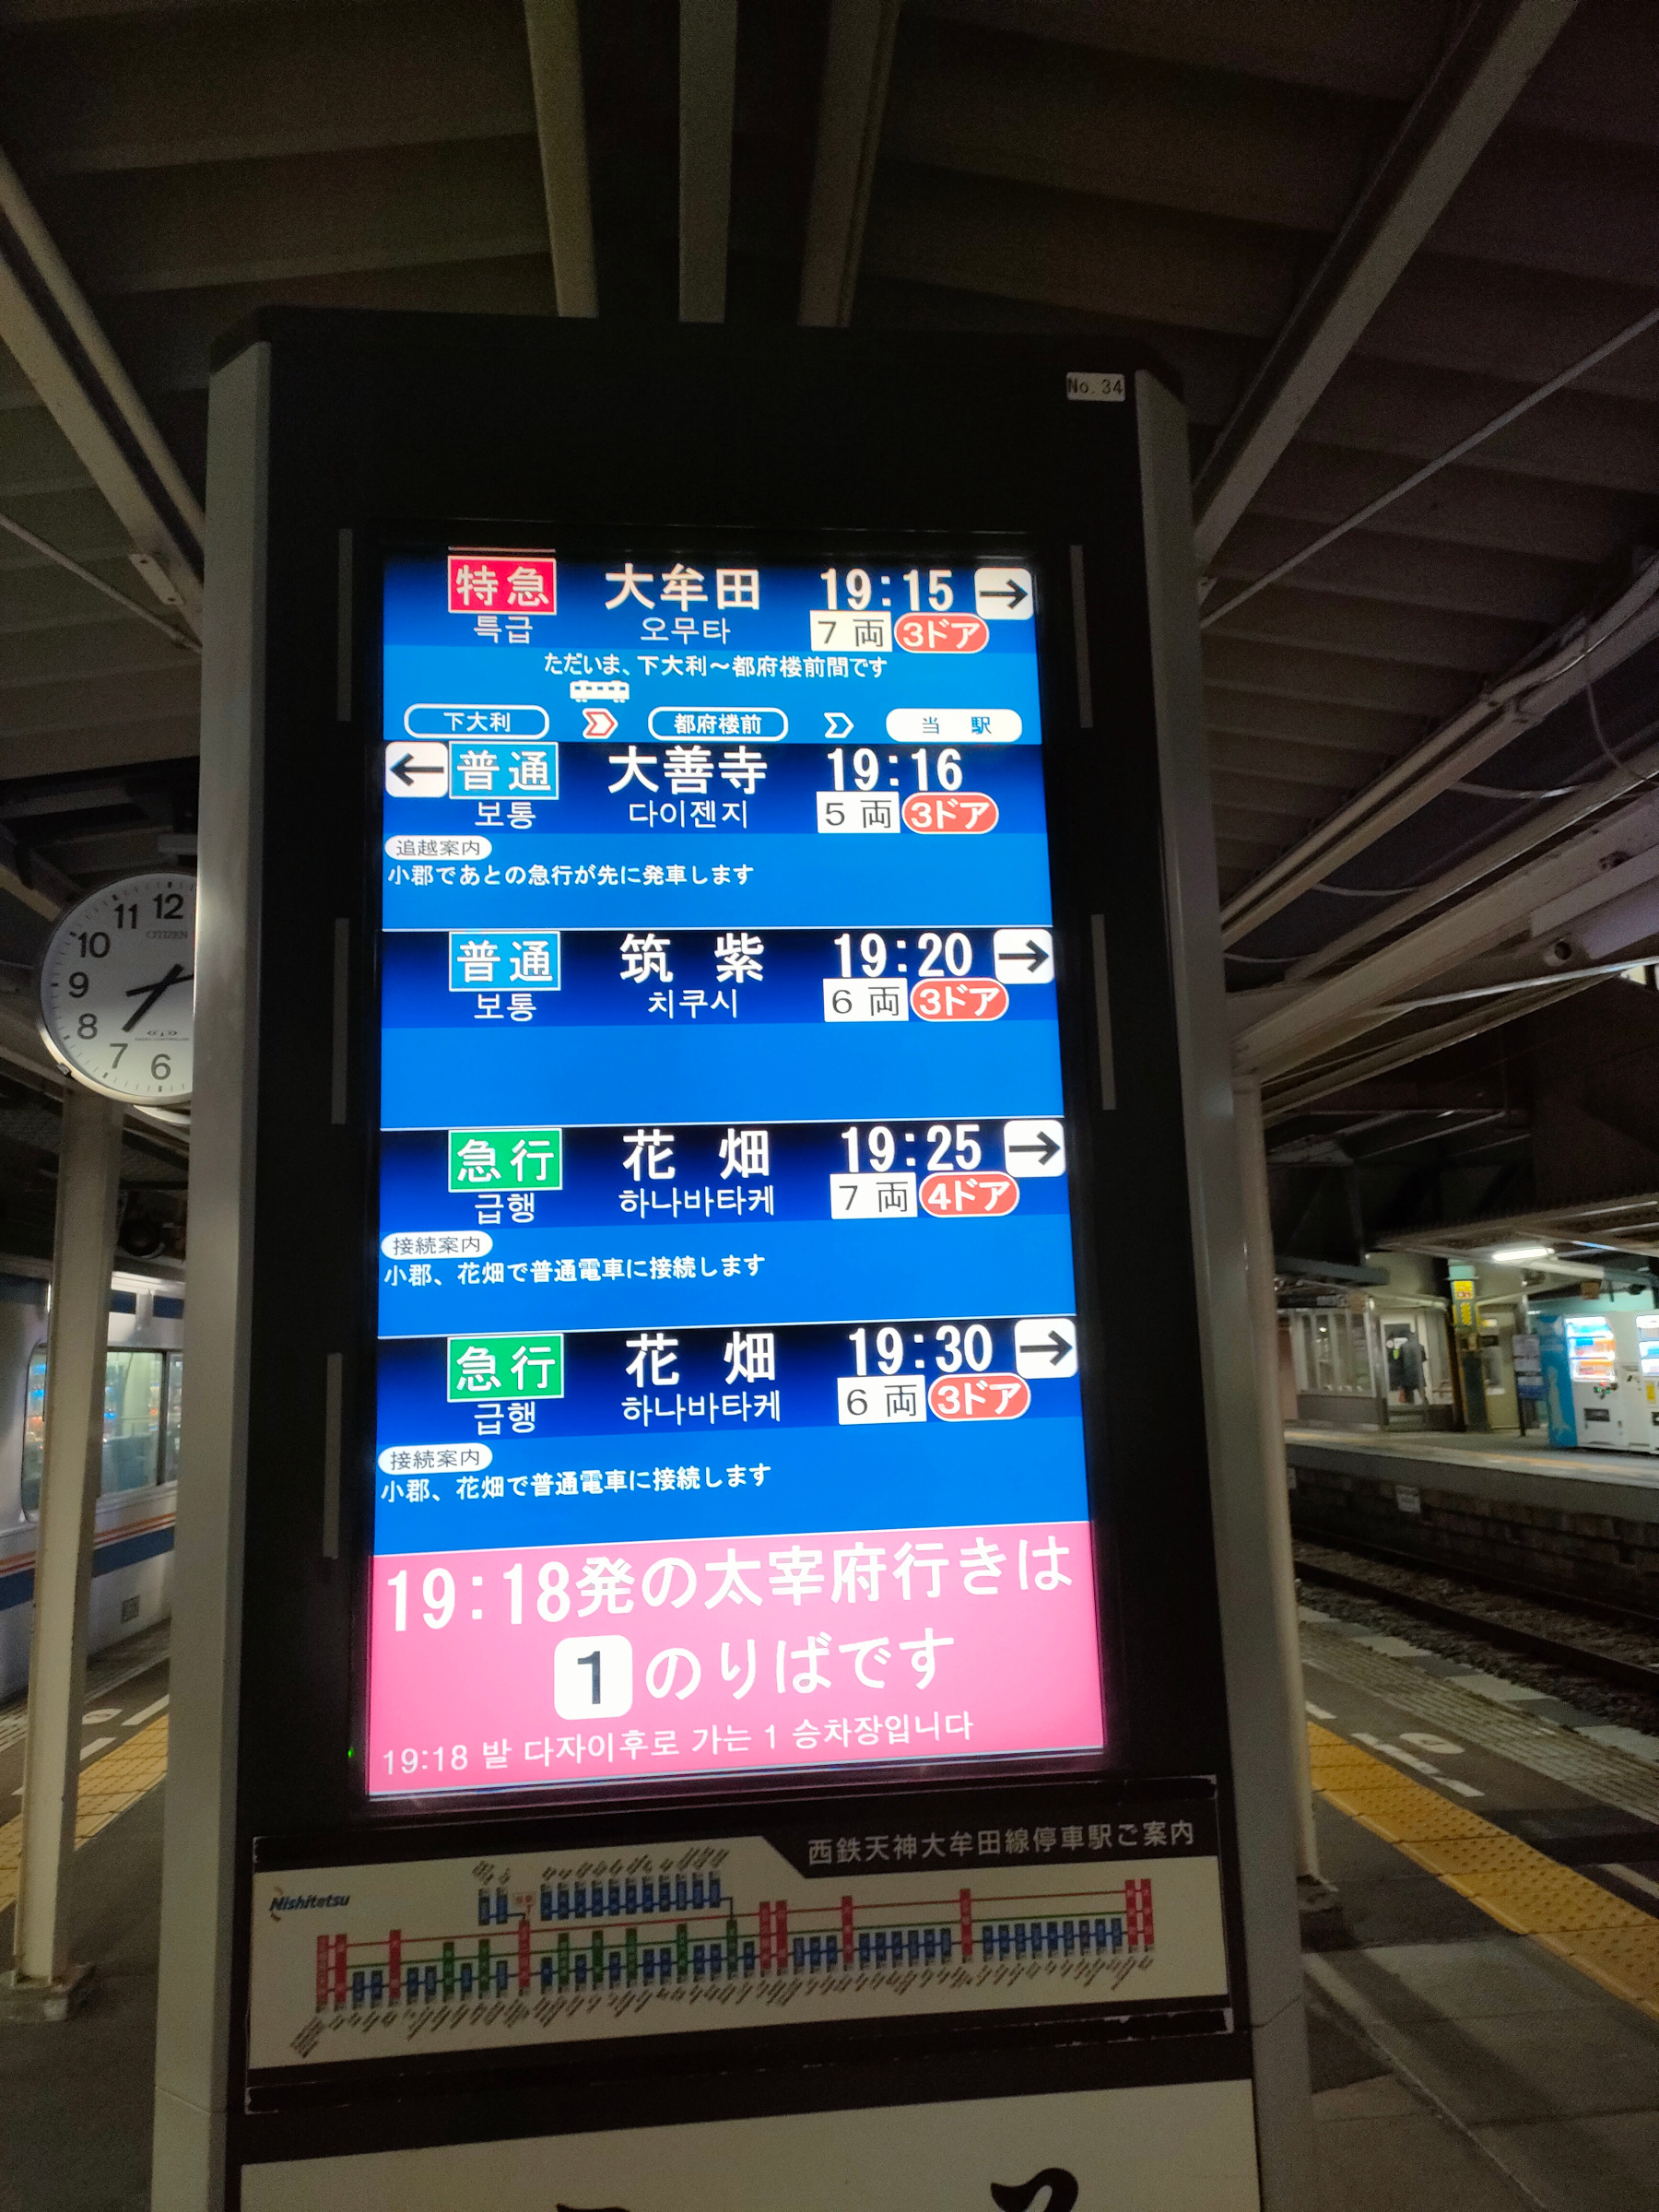 No. 34
特急 大牟田 19:15 →
특급 오무타 7 両 3ドア
ただいま、下大利～都府楼前間です
下大利 都府楼前 当 駅
← 普通 大善寺 19:16
보통 다이젠지 5 両 3ドア
追越案内
小郡であとの急行が先に発車します
普通 筑 紫 19:20 →
보통 치쿠시 6 両 3ドア
急行 花 畑 19:25 →
급행 하나바타케 7 両 4ドア
接続案内
小郡、花畑で普通電車に接続します
急行 花 畑 19:30 →
급행 하나바타케 6 両 3ドア
接続案内
小郡、花畑で普通電車に接続します
19:18発の太宰府行きは
1 のりばです
19:18 발 다자이후로 가는 1 승차장입니다
西鉄天神大牟田線停車駅ご案内
Nishitetsu
12
11
10
9
8
7
6
CITIZEN